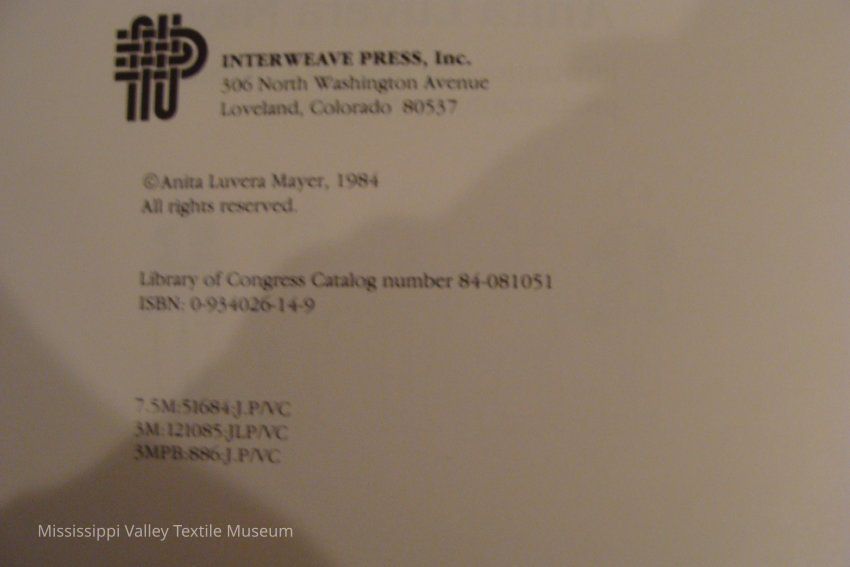 INTERWEAVE PRESS, Inc.
306 North Washington Avenue
Loveland, Colorado 80537
©Anita Luvera Mayer, 1984
All rights reserved.
Library of Congress Catalog number 84-081051
ISBN: 0-934026-14-9
7.5M:51684:J.P/VC
3M:121085:JLP/VC
3MPB:886:J.P/VC
Mississippi Valley Textile Museum